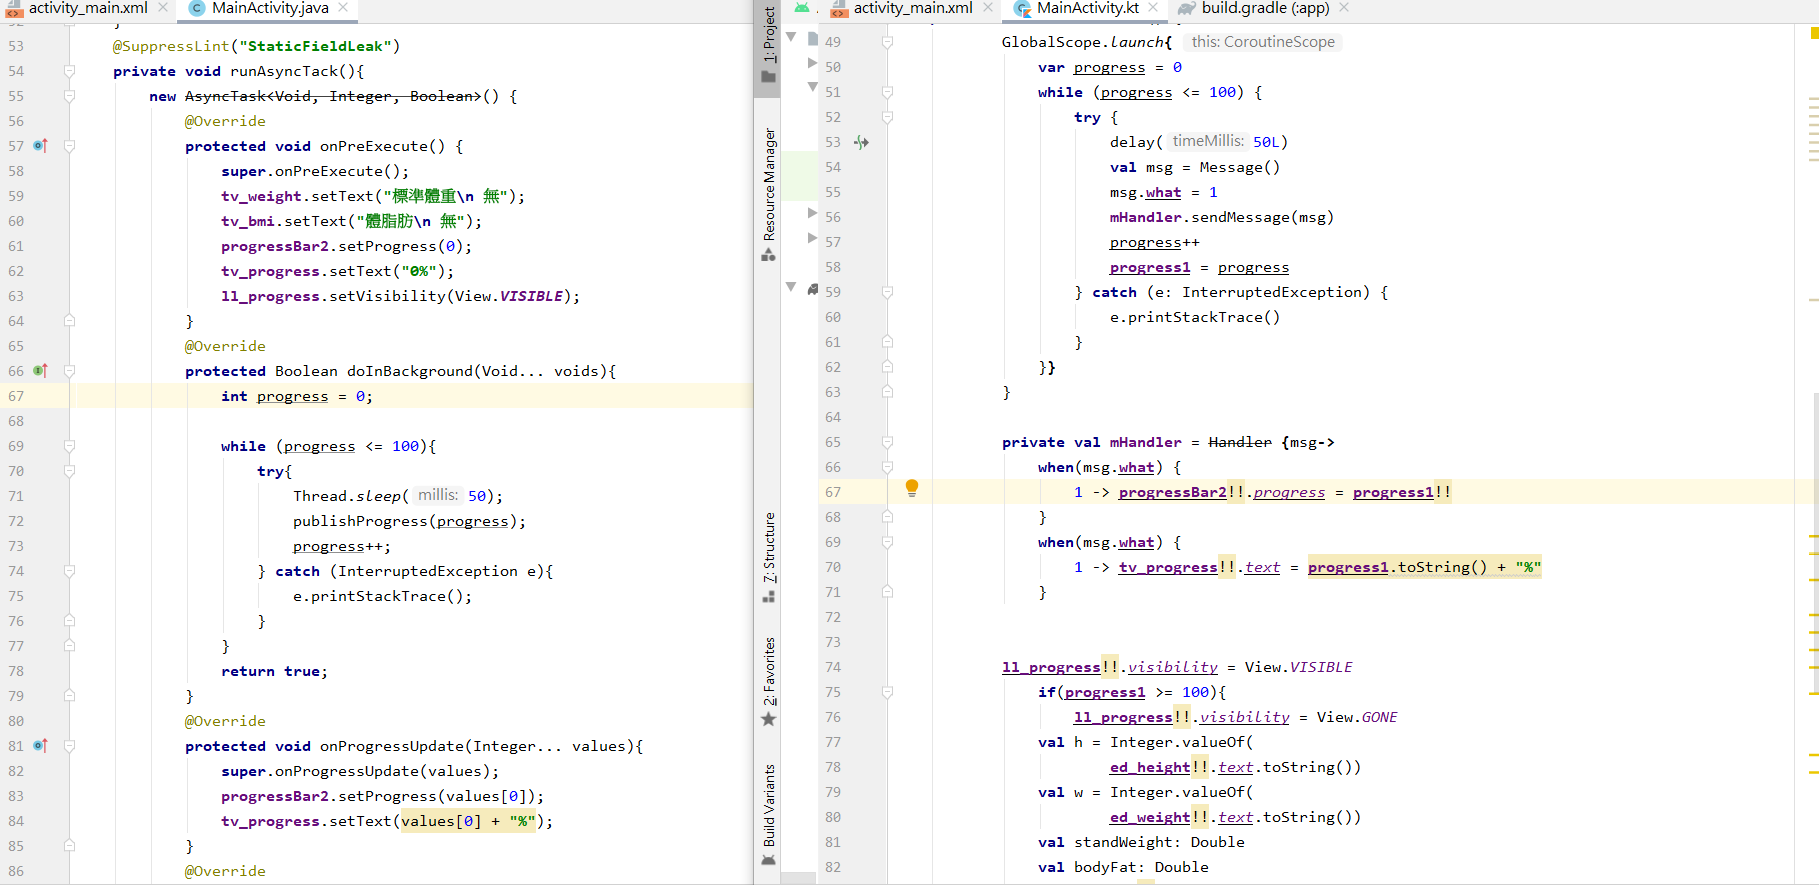 activity_main.xml
MainActivity.java
53 @SuppressLint("StaticFieldLeak")
54 private void runAsyncTack(){
55 new AsyncTask<Void, Integer, Boolean>() {
56 @Override
57 protected void onPreExecute() {
58 super.onPreExecute();
59 tv_weight.setText("標準體重\n 無");
60 tv_bmi.setText("體脂肪\n 無");
61 progressBar2.setProgress(0);
62 tv_progress.setText("0%");
63 ll_progress.setVisibility(View.VISIBLE);
64 }
65 @Override
66 protected Boolean doInBackground(Void... voids){
67 int progress = 0;
68
69 while (progress <= 100){
70 try{
71 Thread.sleep( millis: 50);
72 publishProgress(progress);
73 progress++;
74 } catch (InterruptedException e){
75 e.printStackTrace();
76 }
77 }
78 return true;
79 }
80 @Override
81 protected void onProgressUpdate(Integer... values){
82 super.onProgressUpdate(values);
83 progressBar2.setProgress(values[0]);
84 tv_progress.setText(values[0] + "%");
85 }
86 @Override
1: Project
Resource Manager
7: Structure
2: Favorites
Build Variants
activity_main.xml
MainActivity.kt
build.gradle (:app)
49 GlobalScope.launch{ this: CoroutineScope
50 var progress = 0
51 while (progress <= 100) {
52 try {
53 delay( timeMillis: 50L)
54 val msg = Message()
55 msg.what = 1
56 mHandler.sendMessage(msg)
57 progress++
58 progress1 = progress
59 } catch (e: InterruptedException) {
60 e.printStackTrace()
61 }
62 }}
63 }
64
65 private val mHandler = Handler {msg->
66 when(msg.what) {
67 1 -> progressBar2!!.progress = progress1!!
68 }
69 when(msg.what) {
70 1 -> tv_progress!!.text = progress1.toString() + "%"
71 }
72
73
74 ll_progress!!.visibility = View.VISIBLE
75 if(progress1 >= 100){
76 ll_progress!!.visibility = View.GONE
77 val h = Integer.valueOf(
78 ed_height!!.text.toString())
79 val w = Integer.valueOf(
80 ed_weight!!.text.toString())
81 val standWeight: Double
82 val bodyFat: Double